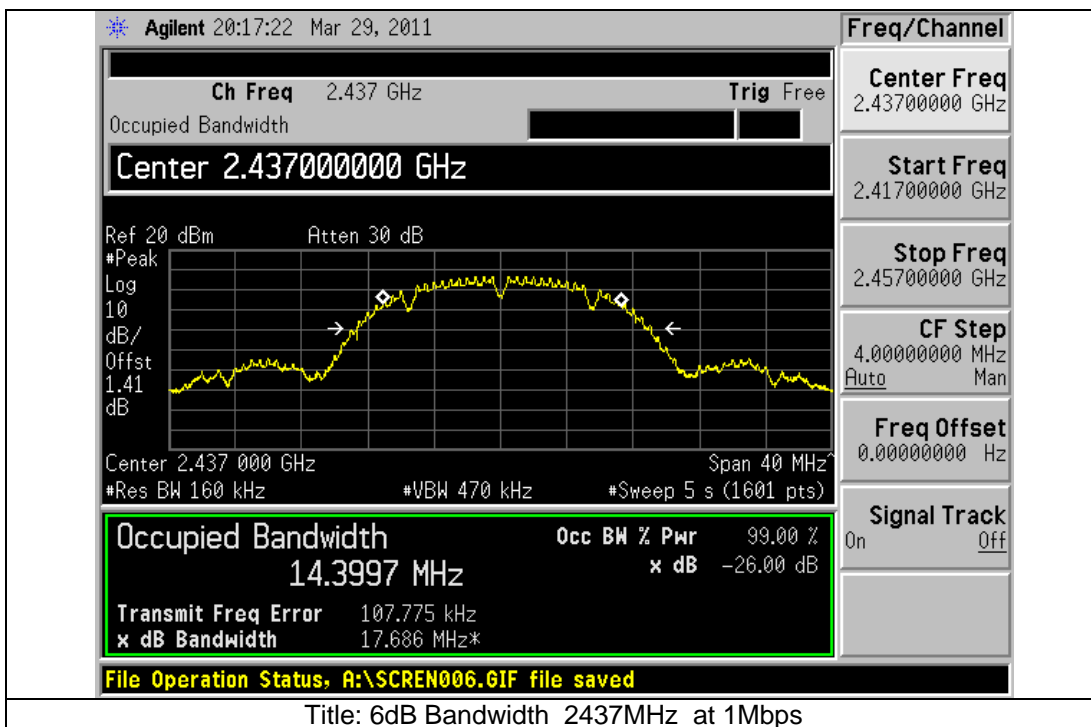 Agilent 20:17:22 Mar 29, 2011
Ch Freq 2.437 GHz Trig Free
Occupied Bandwidth
Center 2.437000000 GHz
Ref 20 dBm Atten 30 dB
#Peak
Log
10
dB/
Offst
1.41
dB
Center 2.437 000 GHz Span 40 MHz^
#Res BW 160 kHz #VBW 470 kHz #Sweep 5 s (1601 pts)
Occupied Bandwidth
14.3997 MHz
Occ BW % Pwr 99.00 %
x dB -26.00 dB
Transmit Freq Error 107.775 kHz
x dB Bandwidth 17.686 MHz*
File Operation Status, A:\SCREN006.GIF file saved
Freq/Channel
Center Freq
2.43700000 GHz
Start Freq
2.41700000 GHz
Stop Freq
2.45700000 GHz
CF Step
4.00000000 MHz
Auto Man
Freq Offset
0.00000000 Hz
Signal Track
On Off
Title: 6dB Bandwidth 2437MHz at 1Mbps